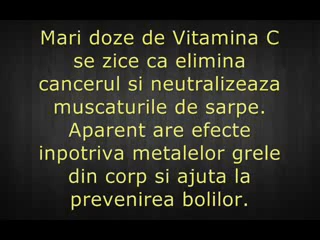 Mari doze de Vitamina C
se zice ca elimina
cancerul si neutralizeaza
muscaturile de sarpe.
Aparent are efecte
inpotriva metalelor grele
din corp si ajuta la
prevenirea bolilor.